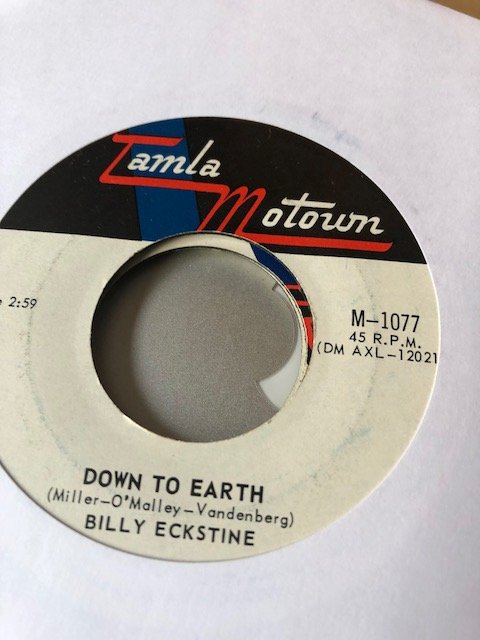 Tamla
Motown
2:59
M-1077
45 R.P.M.
(DM AXL-12021
DOWN TO EARTH
(Miller-O'Malley-Vandenberg)
BILLY ECKSTINE